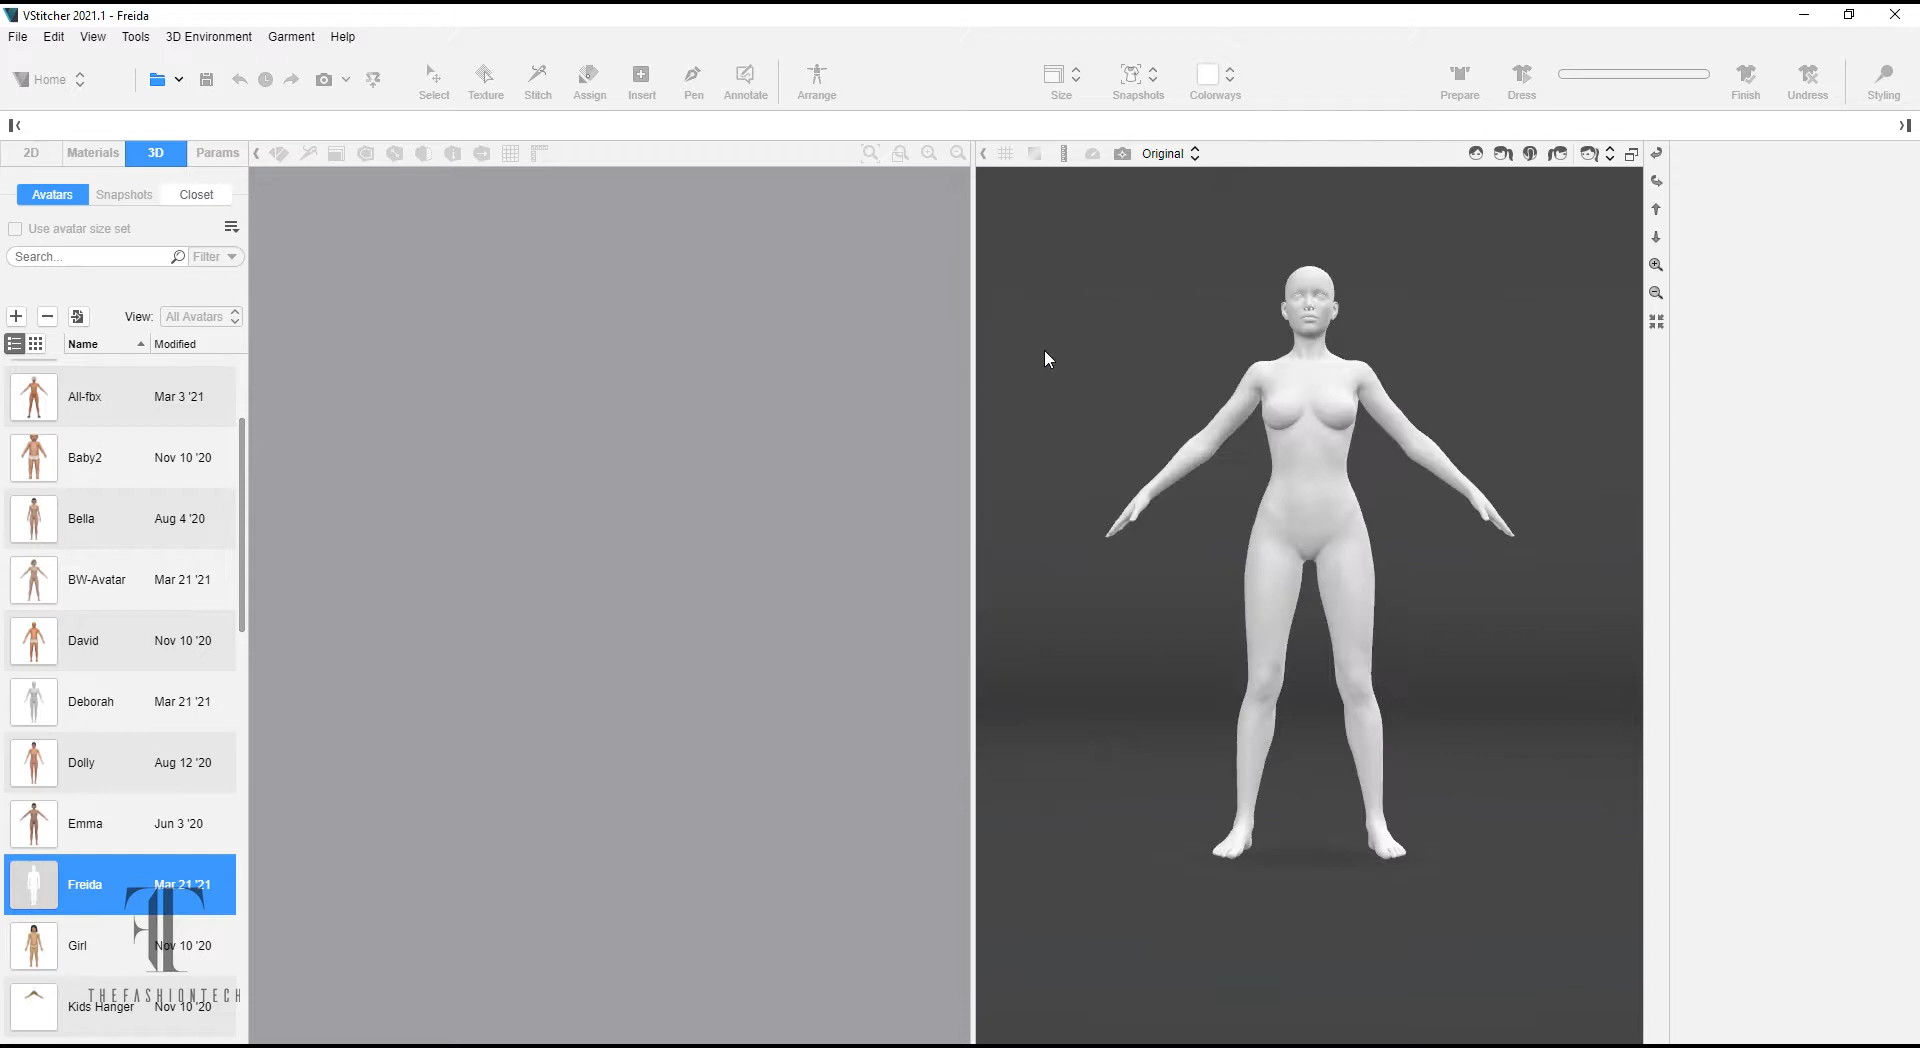 VStitcher 2021.1 - Freida
File Edit View Tools 3D Environment Garment Help
Home Select Texture Stitch Assign Insert Pen Annotate Arrange Size Snapshots Colorways Prepare Dress Finish Undress Styling
2D Materials 3D Params Original
Avatars Snapshots Closet
Use avatar size set
Search... Filter
View: All Avatars
Name Modified
All-fbx Mar 3 '21
Baby2 Nov 10 '20
Bella Aug 4 '20
BW-Avatar Mar 21 '21
David Nov 10 '20
Deborah Mar 21 '21
Dolly Aug 12 '20
Emma Jun 3 '20
Freida Mar 21 '21
Girl Nov 10 '20
THEFASHIONTECH
Kids Hanger Nov 10 '20